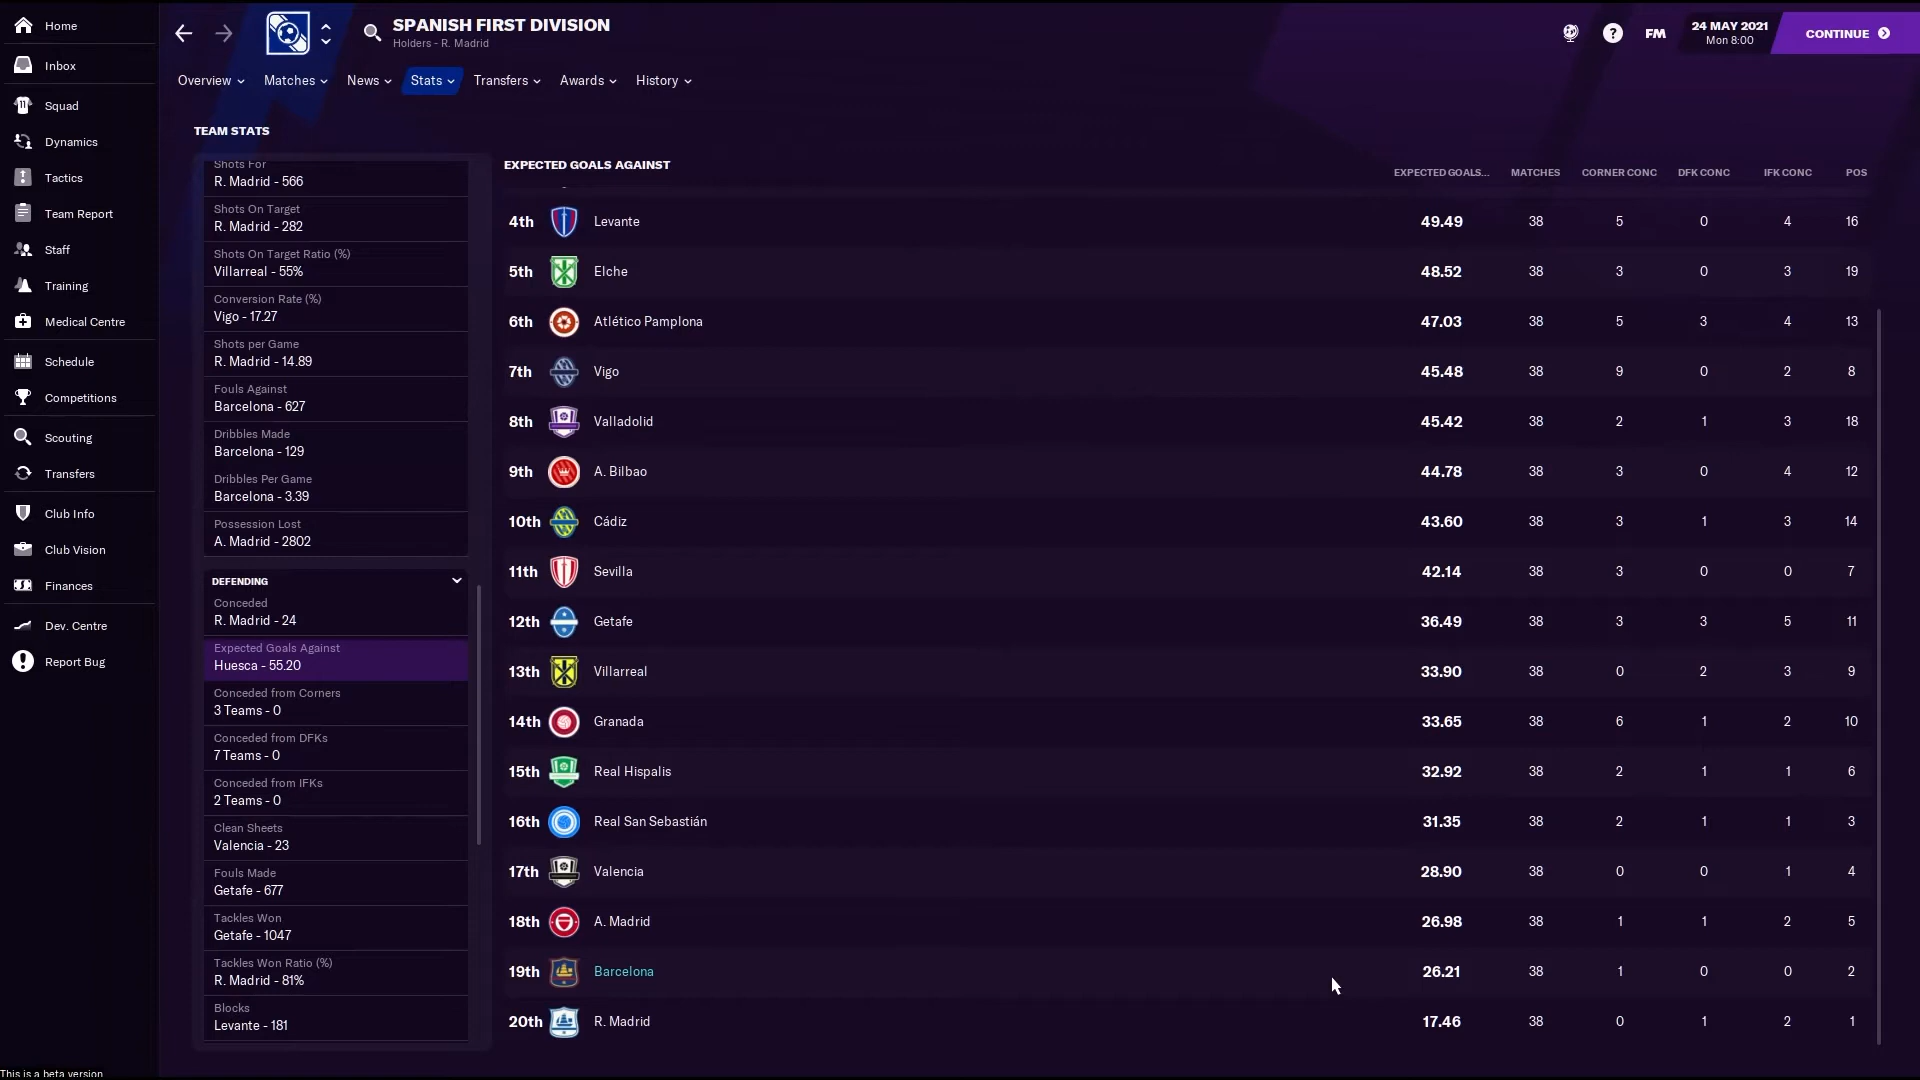 Home
Inbox
Squad
Dynamics
Tactics
Team Report
Staff
Training
Medical Centre
Schedule
Competitions
Scouting
Transfers
Club Info
Club Vision
Finances
Dev. Centre
Report Bug
This is a beta version
SPANISH FIRST DIVISION
Holders - R. Madrid
? FM 24 MAY 2021
Mon 8:00
CONTINUE
Overview Matches News Stats Transfers Awards History
TEAM STATS
Shots For
R. Madrid - 566
Shots On Target
R. Madrid - 282
Shots On Target Ratio (%)
Villarreal - 55%
Conversion Rate (%)
Vigo - 17.27
Shots per Game
R. Madrid - 14.89
Fouls Against
Barcelona - 627
Dribbles Made
Barcelona - 129
Dribbles Per Game
Barcelona - 3.39
Possession Lost
A. Madrid - 2802
DEFENDING
Conceded
R. Madrid - 24
Expected Goals Against
Huesca - 55.20
Conceded from Corners
3 Teams - 0
Conceded from DFKs
7 Teams - 0
Conceded from IFKs
2 Teams - 0
Clean Sheets
Valencia - 23
Fouls Made
Getafe - 677
Tackles Won
Getafe - 1047
Tackles Won Ratio (%)
R. Madrid - 81%
Blocks
Levante - 181
EXPECTED GOALS AGAINST
EXPECTED GOALS... MATCHES CORNER CONC DFK CONC IFK CONC POS
4th Levante 49.49 38 5 0 4 16
5th Elche 48.52 38 3 0 3 19
6th Atlético Pamplona 47.03 38 5 3 4 13
7th Vigo 45.48 38 9 0 2 8
8th Valladolid 45.42 38 2 1 3 18
9th A. Bilbao 44.78 38 3 0 4 12
10th Cádiz 43.60 38 3 1 3 14
11th Sevilla 42.14 38 3 0 0 7
12th Getafe 36.49 38 3 3 5 11
13th Villarreal 33.90 38 0 2 3 9
14th Granada 33.65 38 6 1 2 10
15th Real Hispalis 32.92 38 2 1 1 6
16th Real San Sebastián 31.35 38 2 1 1 3
17th Valencia 28.90 38 0 0 1 4
18th A. Madrid 26.98 38 1 1 2 5
19th Barcelona 26.21 38 1 0 0 2
20th R. Madrid 17.46 38 0 1 2 1